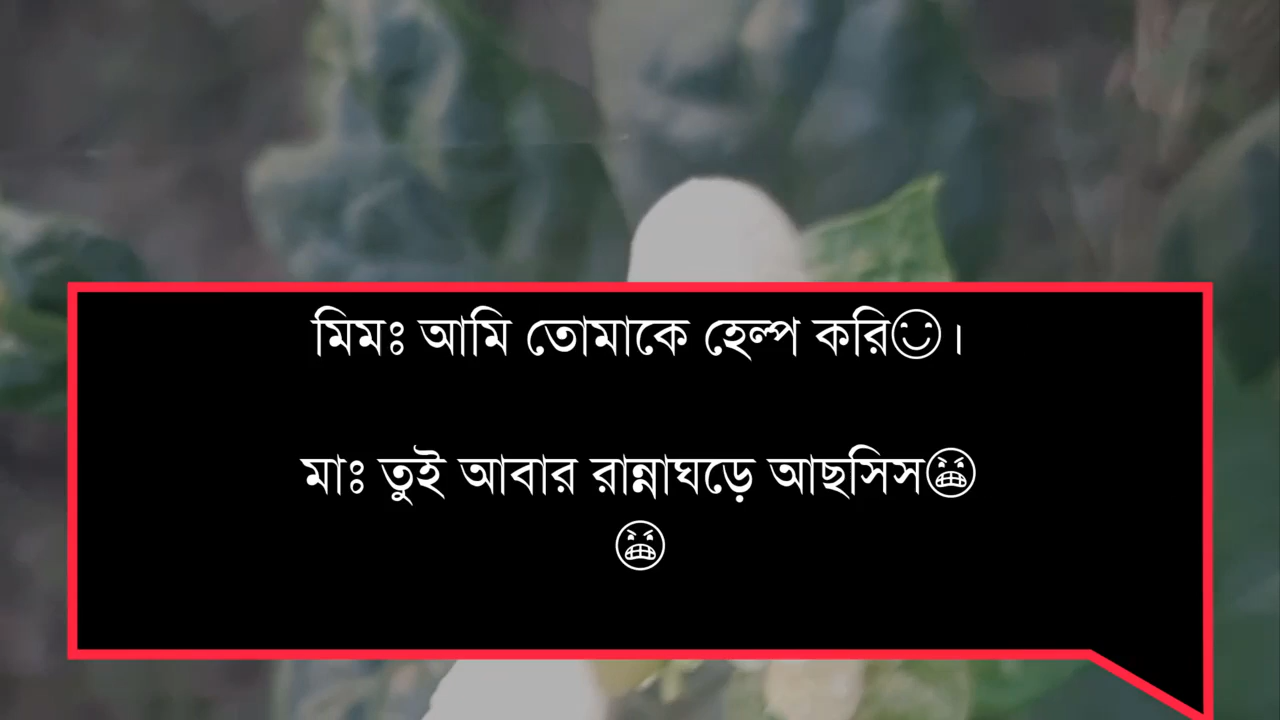 মিমঃ আমি তোমাকে হেল্প করি☺।
মাঃ তুই আবার রান্নাঘড়ে আছসিস😬
😬